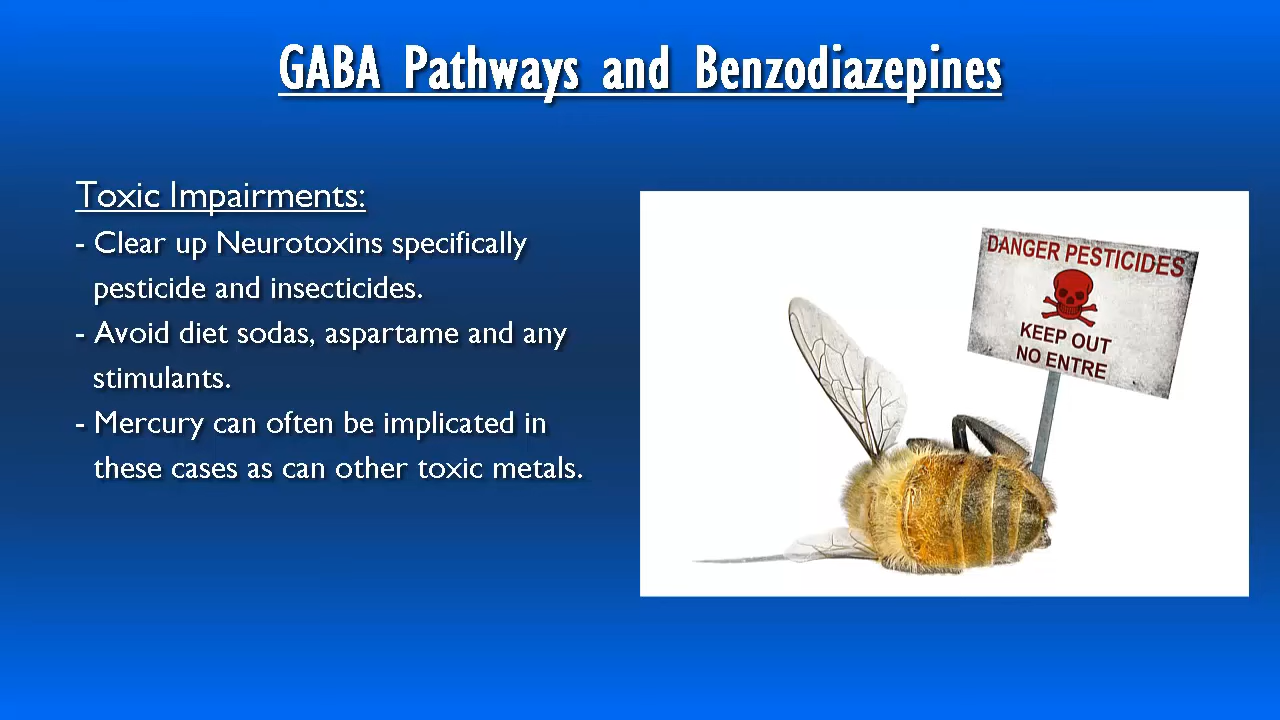 GABA Pathways and Benzodiazepines
Toxic Impairments:
- Clear up Neurotoxins specifically
pesticide and insecticides.
- Avoid diet sodas, aspartame and any
stimulants.
- Mercury can often be implicated in
these cases as can other toxic metals.
DANGER PESTICIDES
KEEP OUT
NO ENTRE